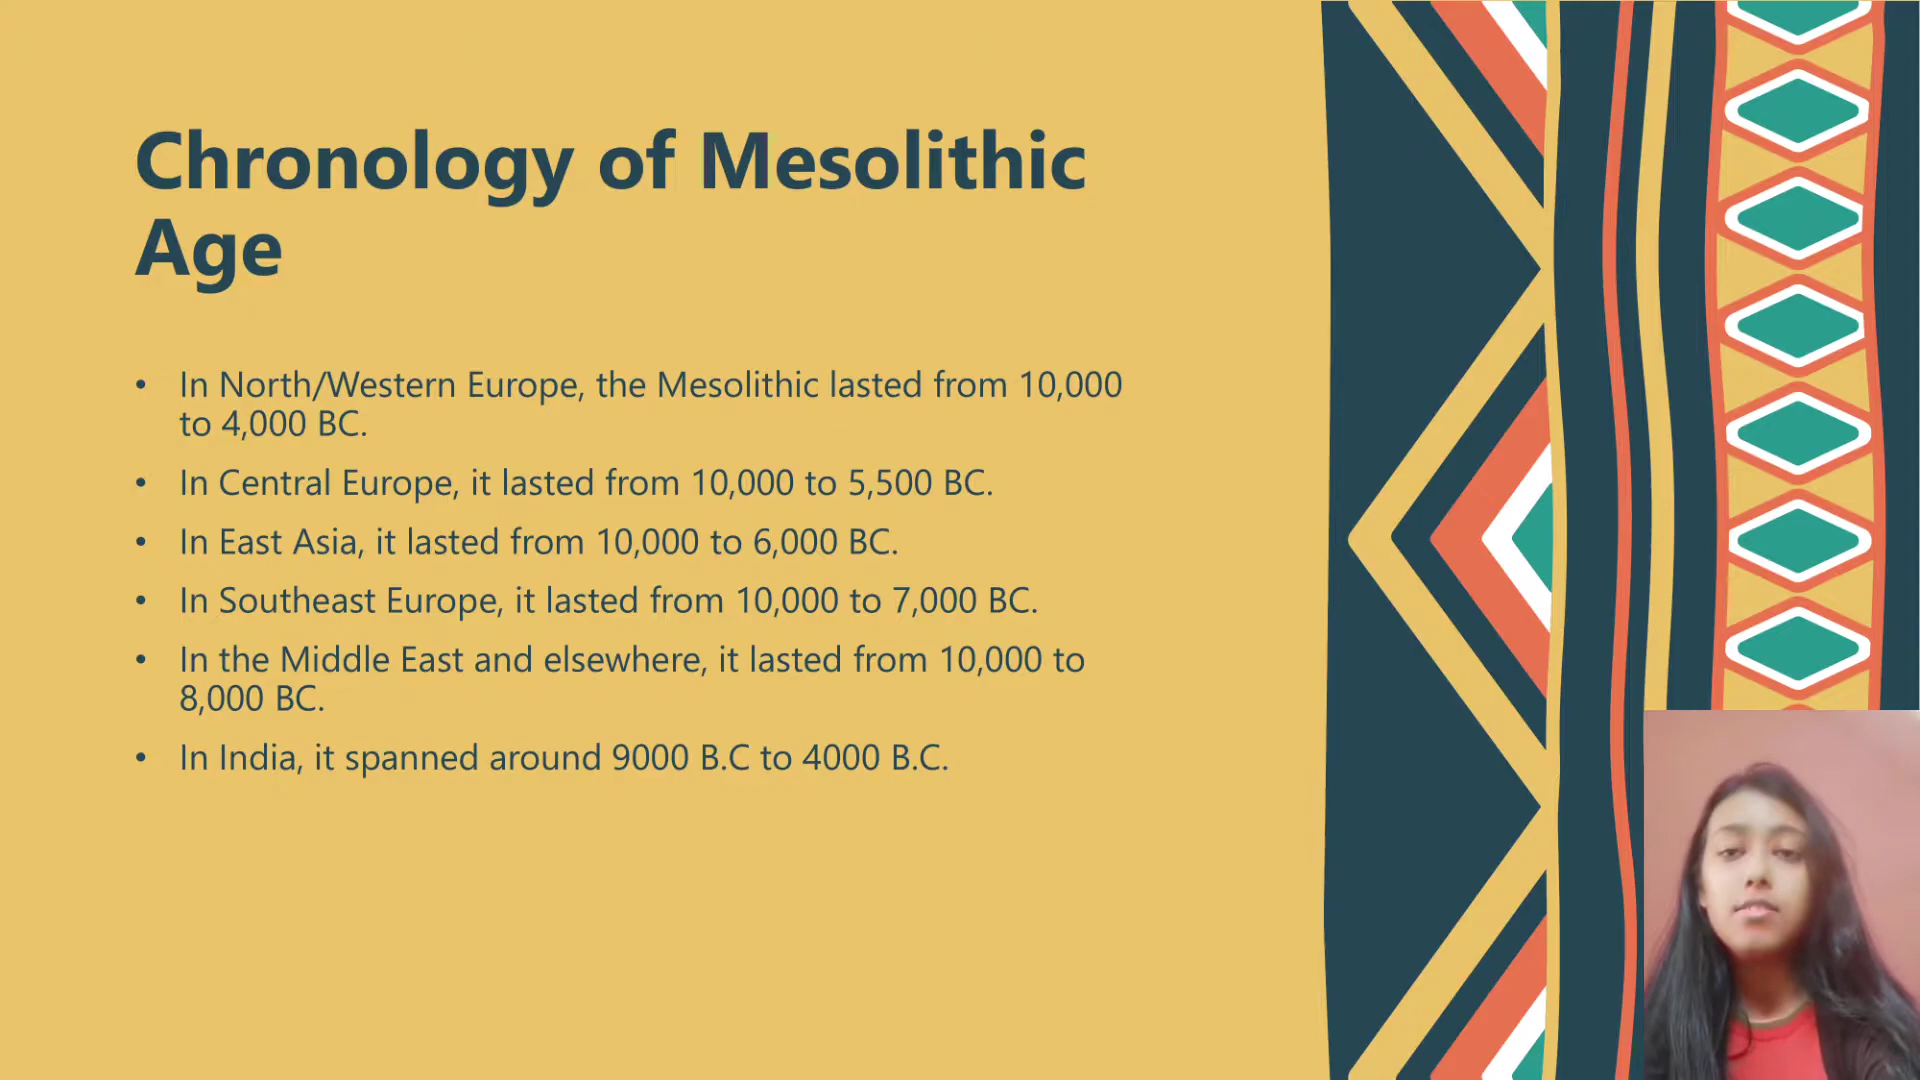 Chronology of Mesolithic
Age
• In North/Western Europe, the Mesolithic lasted from 10,000
to 4,000 BC.
• In Central Europe, it lasted from 10,000 to 5,500 BC.
• In East Asia, it lasted from 10,000 to 6,000 BC.
• In Southeast Europe, it lasted from 10,000 to 7,000 BC.
• In the Middle East and elsewhere, it lasted from 10,000 to
8,000 BC.
• In India, it spanned around 9000 B.C to 4000 B.C.